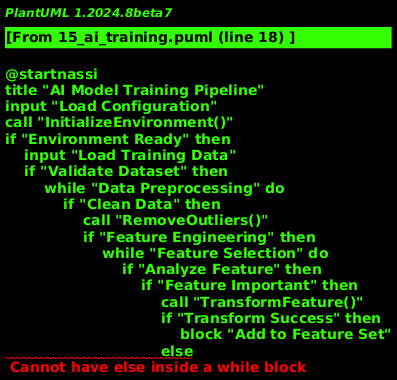 PlantUML 1.2024.8beta7
[From 15_ai_training.puml (line 18) ]
@startnassi
title "AI Model Training Pipeline"
input "Load Configuration"
call "InitializeEnvironment()"
if "Environment Ready" then
    input "Load Training Data"
    if "Validate Dataset" then
        while "Data Preprocessing" do
            if "Clean Data" then
                call "RemoveOutliers()"
                if "Feature Engineering" then
                    while "Feature Selection" do
                        if "Analyze Feature" then
                            if "Feature Important" then
                                call "TransformFeature()"
                                if "Transform Success" then
                                    block "Add to Feature Set"
                                else
Cannot have else inside a while block